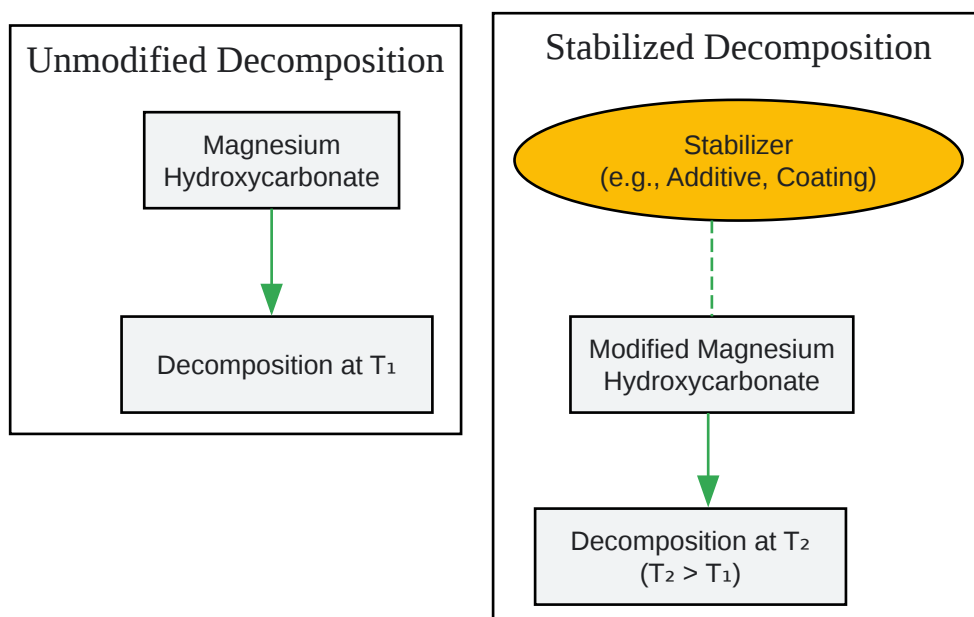 Unmodified Decomposition
Magnesium
Hydroxycarbonate
Decomposition at T₁
Stabilized Decomposition
Stabilizer
(e.g., Additive, Coating)
Modified Magnesium
Hydroxycarbonate
Decomposition at T₂
(T₂ > T₁)